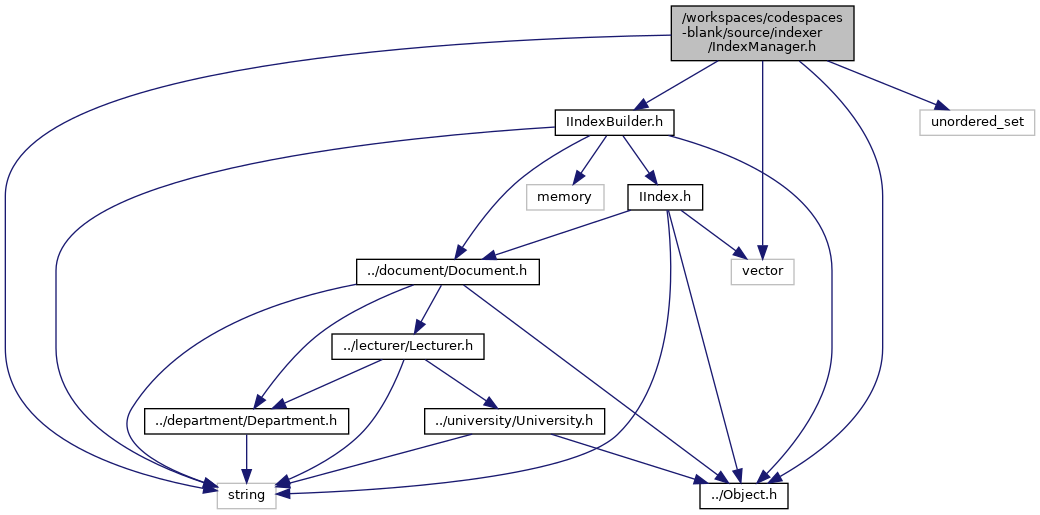 /workspaces/codespaces
-blank/source/indexer
/IndexManager.h
IIndexBuilder.h
unordered_set
memory
IIndex.h
../document/Document.h
vector
../lecturer/Lecturer.h
../department/Department.h
../university/University.h
string
../Object.h